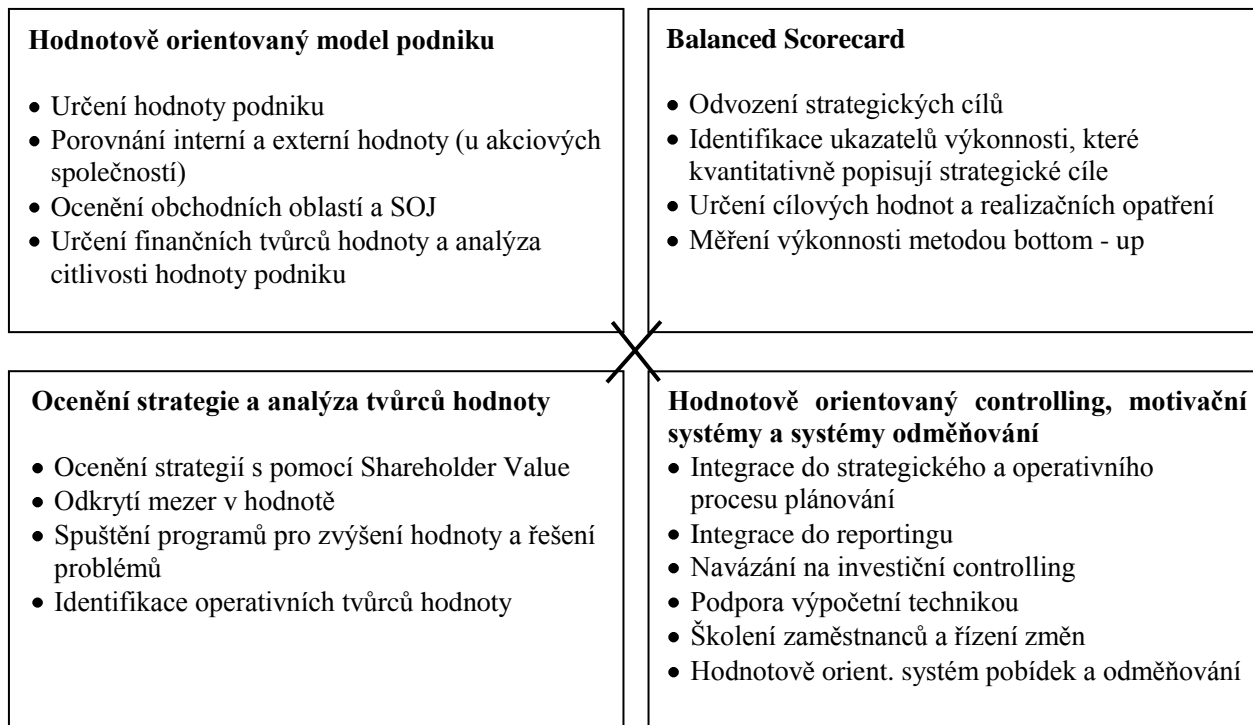 Hodnotově orientovaný model podniku
• Určení hodnoty podniku
• Porovnání interní a externí hodnoty (u akciových
společností)
• Ocenění obchodních oblastí a SOJ
• Určení finančních tvůrců hodnoty a analýza
citlivosti hodnoty podniku
Balanced Scorecard
• Odvození strategických cílů
• Identifikace ukazatelů výkonnosti, které
kvantitativně popisují strategické cíle
• Určení cílových hodnot a realizačních opatření
• Měření výkonnosti metodou bottom - up
Ocenění strategie a analýza tvůrců hodnoty
• Ocenění strategií s pomocí Shareholder Value
• Odkrytí mezer v hodnotě
• Spuštění programů pro zvýšení hodnoty a řešení
problémů
• Identifikace operativních tvůrců hodnoty
Hodnotově orientovaný controlling, motivační
systémy a systémy odměňování
• Integrace do strategického a operativního
procesu plánování
• Integrace do reportingu
• Navázání na investiční controlling
• Podpora výpočetní technikou
• Školení zaměstnanců a řízení změn
• Hodnotově orient. systém pobídek a odměňování